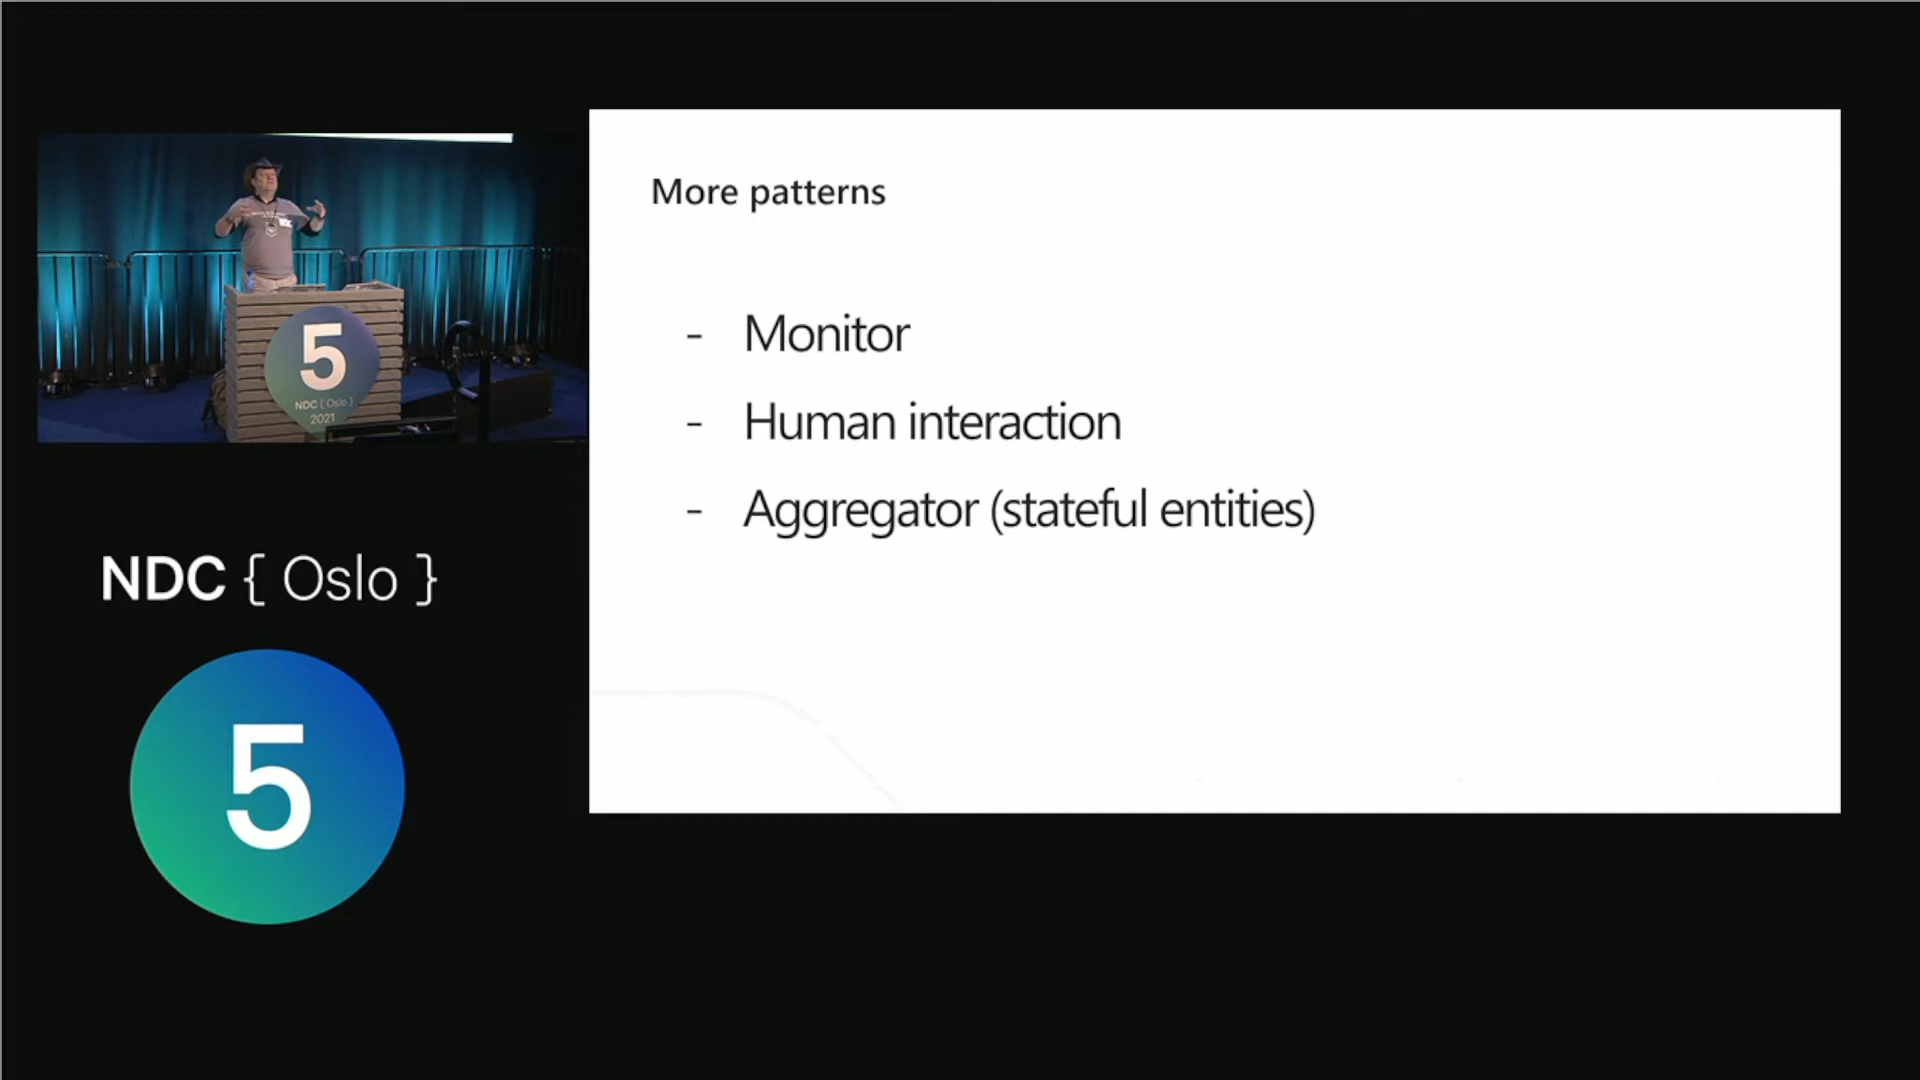 More patterns
- Monitor
- Human interaction
- Aggregator (stateful entities)
5
NDC { Oslo }
2021
NDC { Oslo }
5